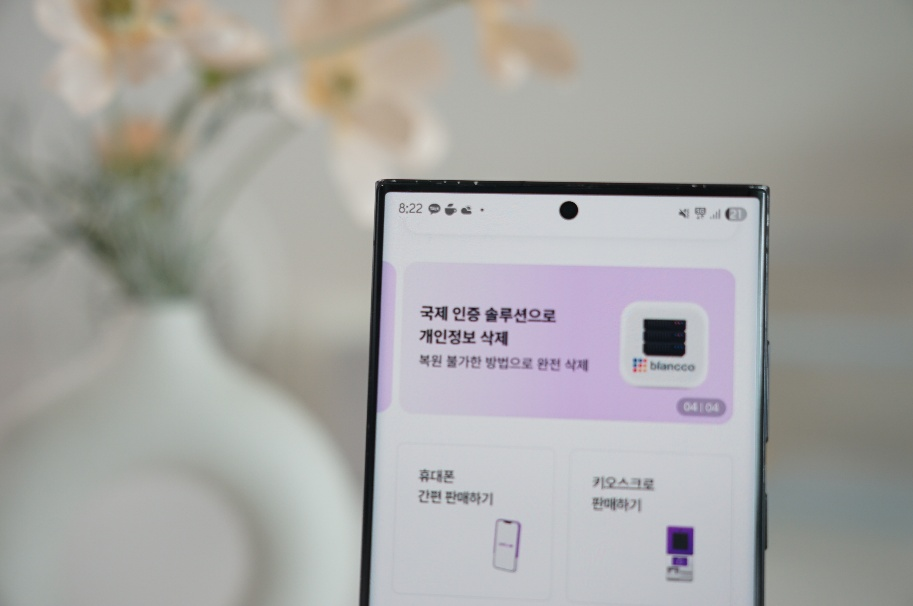 8:22
21
국제 인증 솔루션으로
개인정보 삭제
복원 불가한 방법으로 완전 삭제
blancco
04 | 04
휴대폰
간편 판매하기
키오스크로
판매하기